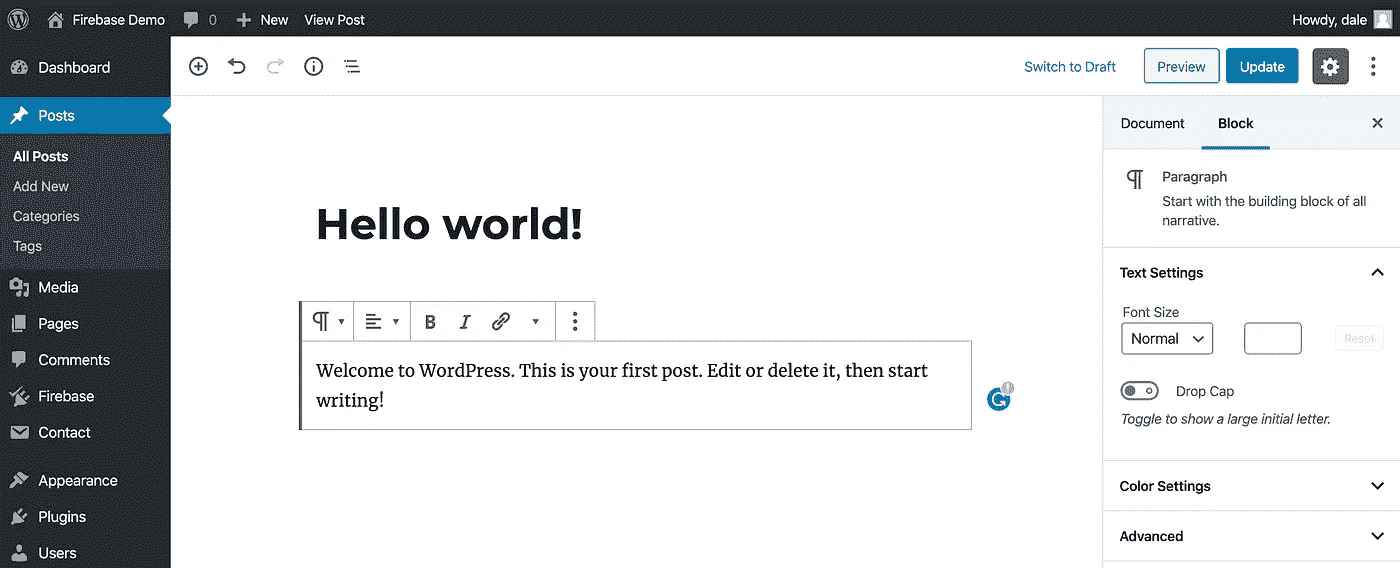 Firebase Demo 0 New View Post Howdy, dale
Dashboard
Posts
All Posts
Add New
Categories
Tags
Media
Pages
Comments
Firebase
Contact
Appearance
Plugins
Users
Switch to Draft Preview Update
Hello world!
B I
Welcome to WordPress. This is your first post. Edit or delete it, then start
writing!
Document Block
Paragraph
Start with the building block of all
narrative.
Text Settings
Font Size
Normal Reset
Drop Cap
Toggle to show a large initial letter.
Color Settings
Advanced